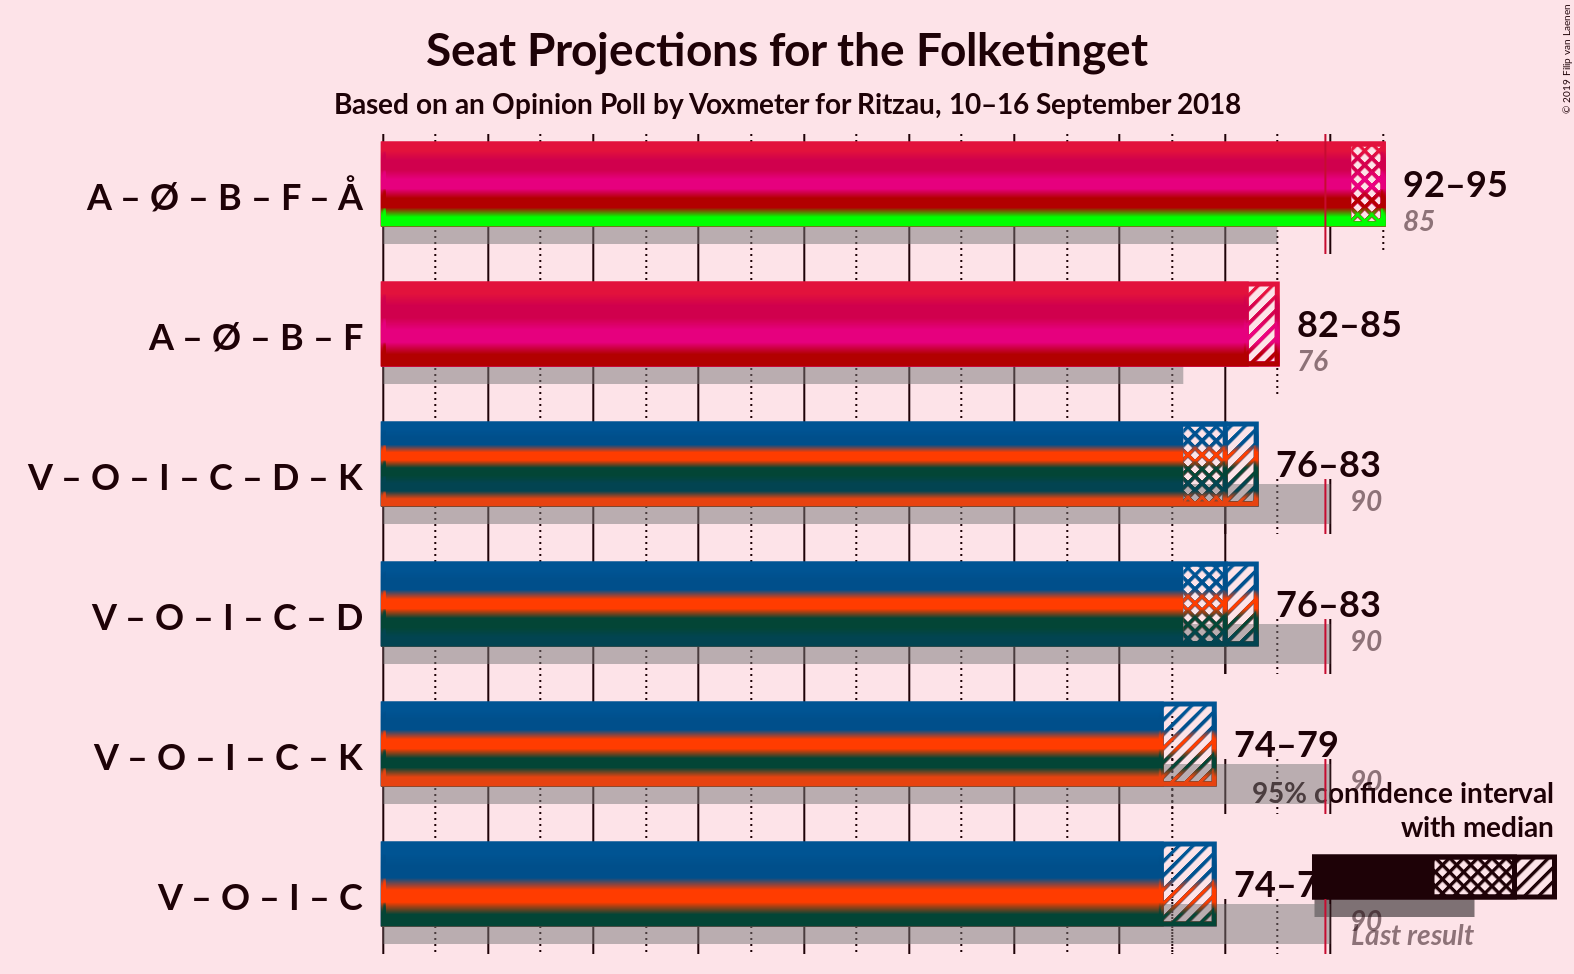 Seat Projections for the Folketinget
Based on an Opinion Poll by Voxmeter for Ritzau, 10–16 September 2018
© 2019 Filip van Laenen
A – Ø – B – F – Å
92–95
85
A – Ø – B – F
82–85
76
V – O – I – C – D – K
76–83
90
V – O – I – C – D
76–83
90
V – O – I – C – K
74–79
90
95% confidence interval
with median
V – O – I – C
74–7
90
Last result